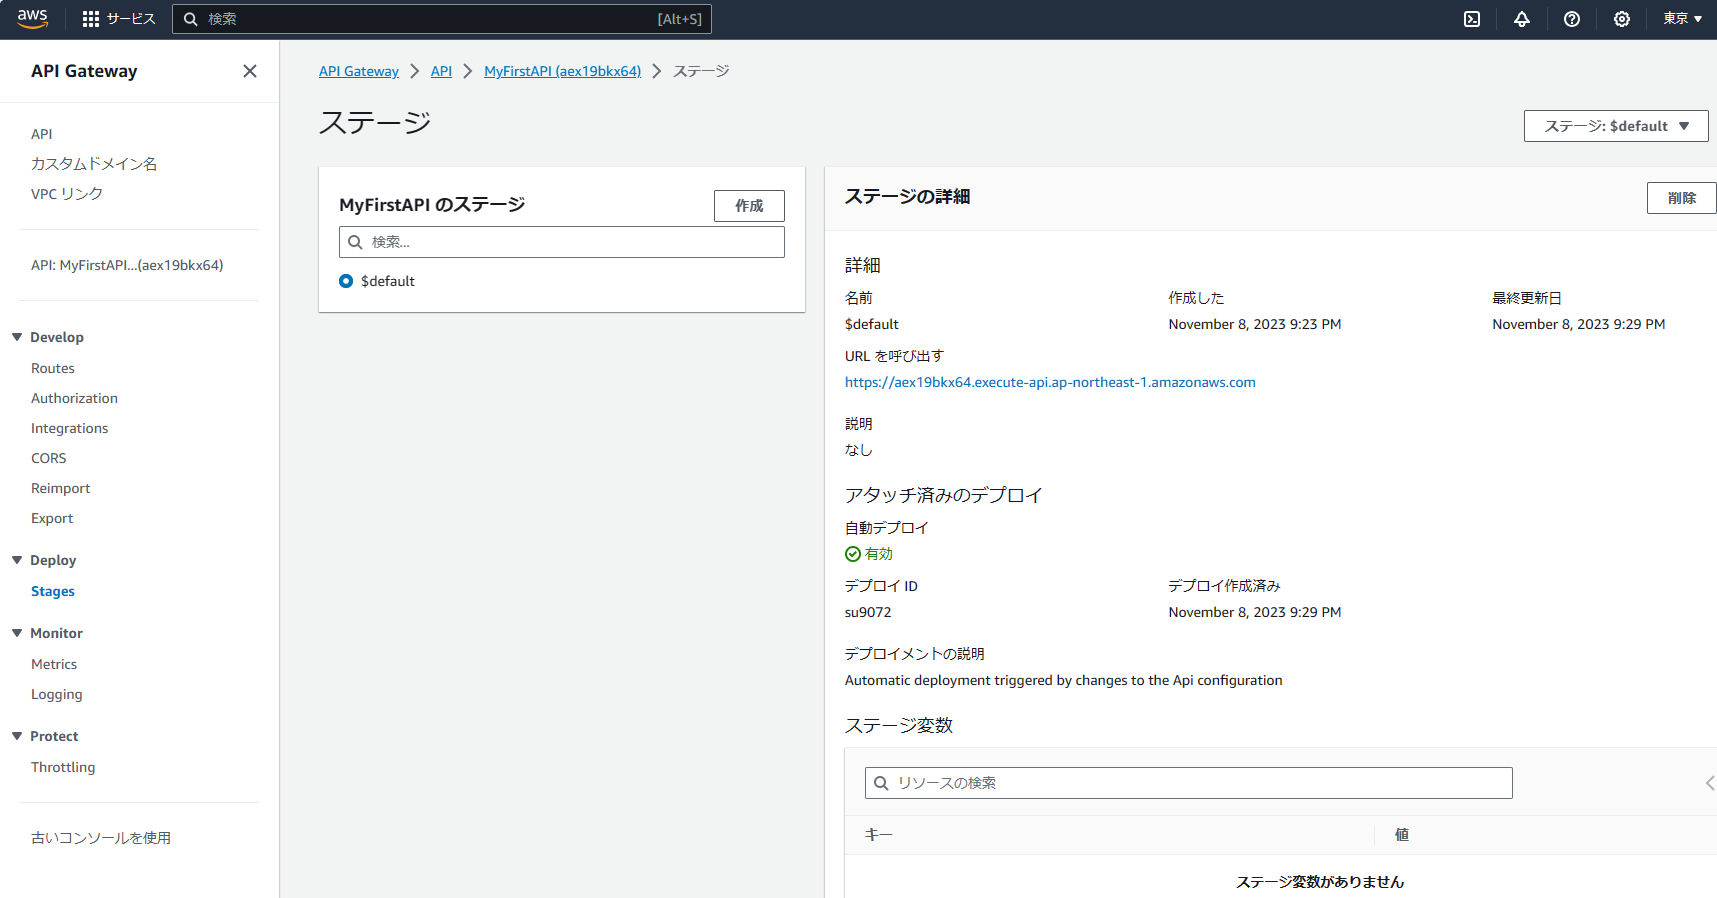 aws サービス 検索 [Alt+S] 東京
API Gateway
API
カスタムドメイン名
VPC リンク
API: MyFirstAPI...(aex19bkx64)
Develop
Routes
Authorization
Integrations
CORS
Reimport
Export
Deploy
Stages
Monitor
Metrics
Logging
Protect
Throttling
古いコンソールを使用
API Gateway API MyFirstAPI (aex19bkx64) ステージ
ステージ
ステージ: $default
MyFirstAPI のステージ 作成
検索...
$default
ステージの詳細 削除
詳細
名前 作成した 最終更新日
$default November 8, 2023 9:23 PM November 8, 2023 9:29 PM
URL を呼び出す
https://aex19bkx64.execute-api.ap-northeast-1.amazonaws.com
説明
なし
アタッチ済みのデプロイ
自動デプロイ
有効
デプロイ ID デプロイ作成済み
su9072 November 8, 2023 9:29 PM
デプロイメントの説明
Automatic deployment triggered by changes to the Api configuration
ステージ変数
リソースの検索
キー 値
ステージ変数がありません